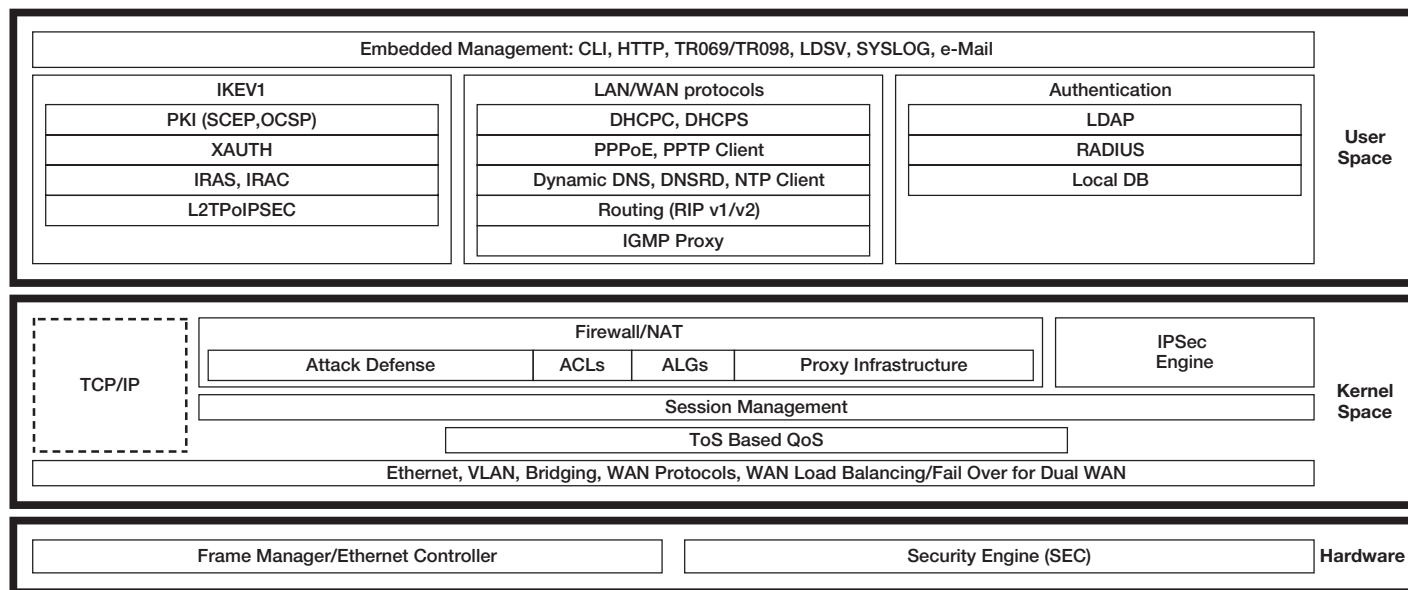 Embedded Management: CLI, HTTP, TR069/TR098, LDSV, SYSLOG, e-Mail
IKEV1
PKI (SCEP,OCSP)
XAUTH
IRAS, IRAC
L2TPoIPSEC
LAN/WAN protocols
DHCPC, DHCPS
PPPoE, PPTP Client
Dynamic DNS, DNSRD, NTP Client
Routing (RIP v1/v2)
IGMP Proxy
Authentication
LDAP
RADIUS
Local DB
User
Space
TCP/IP
Firewall/NAT
Attack Defense
ACLs
ALGs
Proxy Infrastructure
IPSec
Engine
Session Management
ToS Based QoS
Ethernet, VLAN, Bridging, WAN Protocols, WAN Load Balancing/Fail Over for Dual WAN
Kernel
Space
Frame Manager/Ethernet Controller
Security Engine (SEC)
Hardware